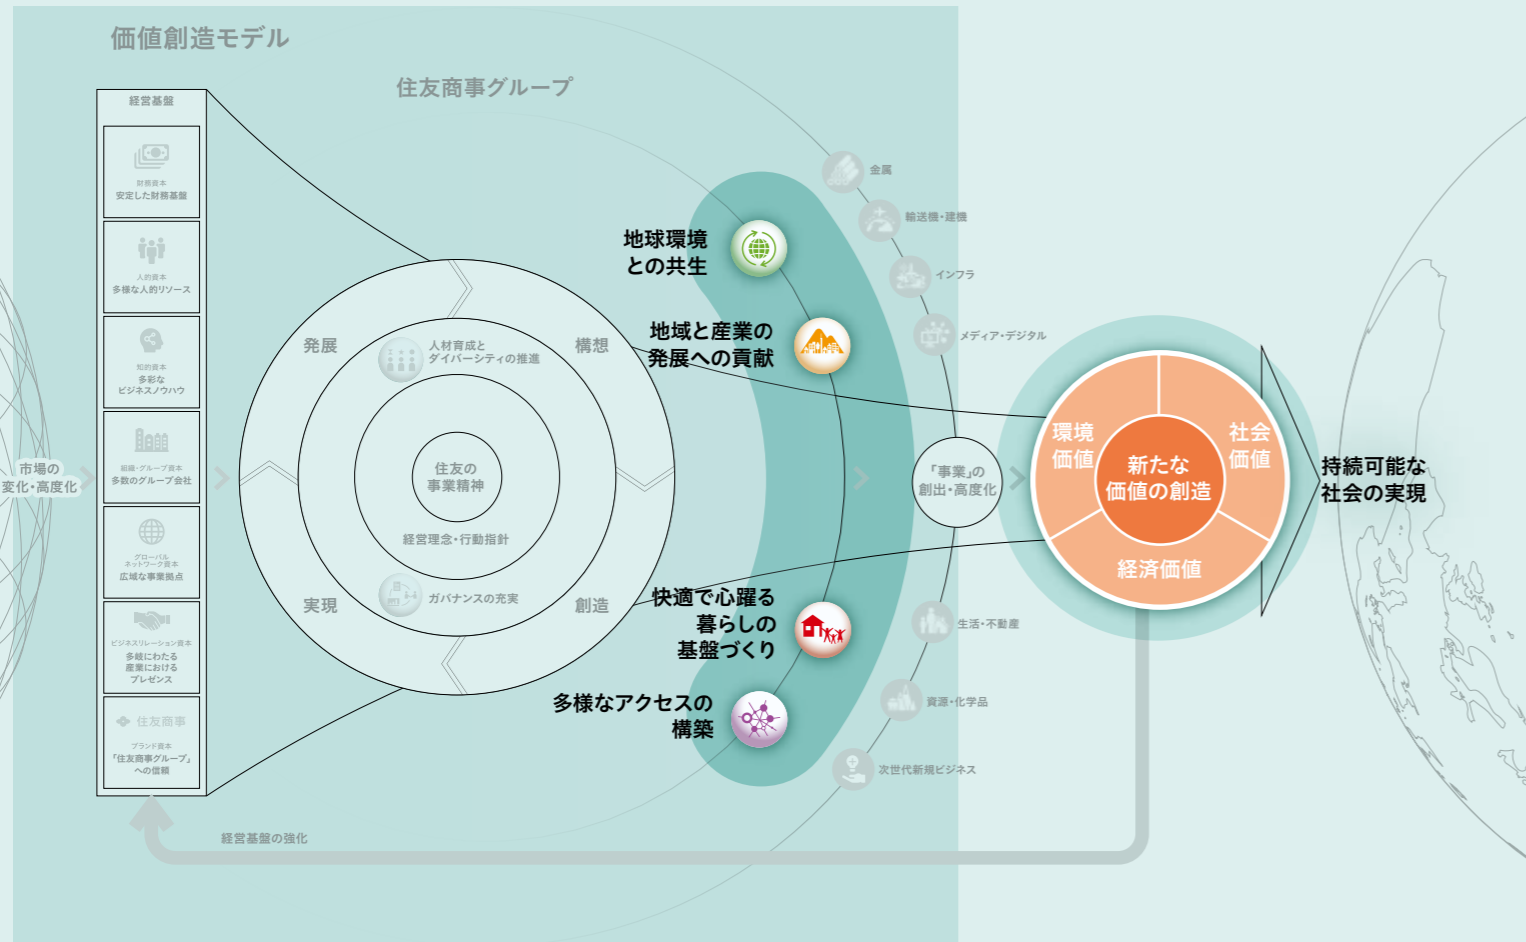 価値創造モデル
住友商事グループ
経営基盤
財務資本
安定した財務基盤
人的資本
多様な人的リソース
知的資本
多彩な
ビジネスノウハウ
組織・グループ資本
多数のグループ会社
グローバル
ネットワーク資本
広域な事業拠点
ビジネスリレーション資本
多岐にわたる
産業における
プレゼンス
住友商事
ブランド資本
「住友商事グループ」
への信頼
市場の
変化・高度化
発展
構想
実現
創造
人材育成と
ダイバーシティの推進
住友の
事業精神
経営理念・行動指針
ガバナンスの充実
地球環境
との共生
地域と産業の
発展への貢献
快適で心躍る
暮らしの
基盤づくり
多様なアクセスの
構築
金属
輸送機・建機
インフラ
メディア・デジタル
「事業」の
創出・高度化
生活・不動産
資源・化学品
次世代新規ビジネス
環境
価値
社会
価値
新たな
価値の創造
経済価値
持続可能な
社会の実現
経営基盤の強化